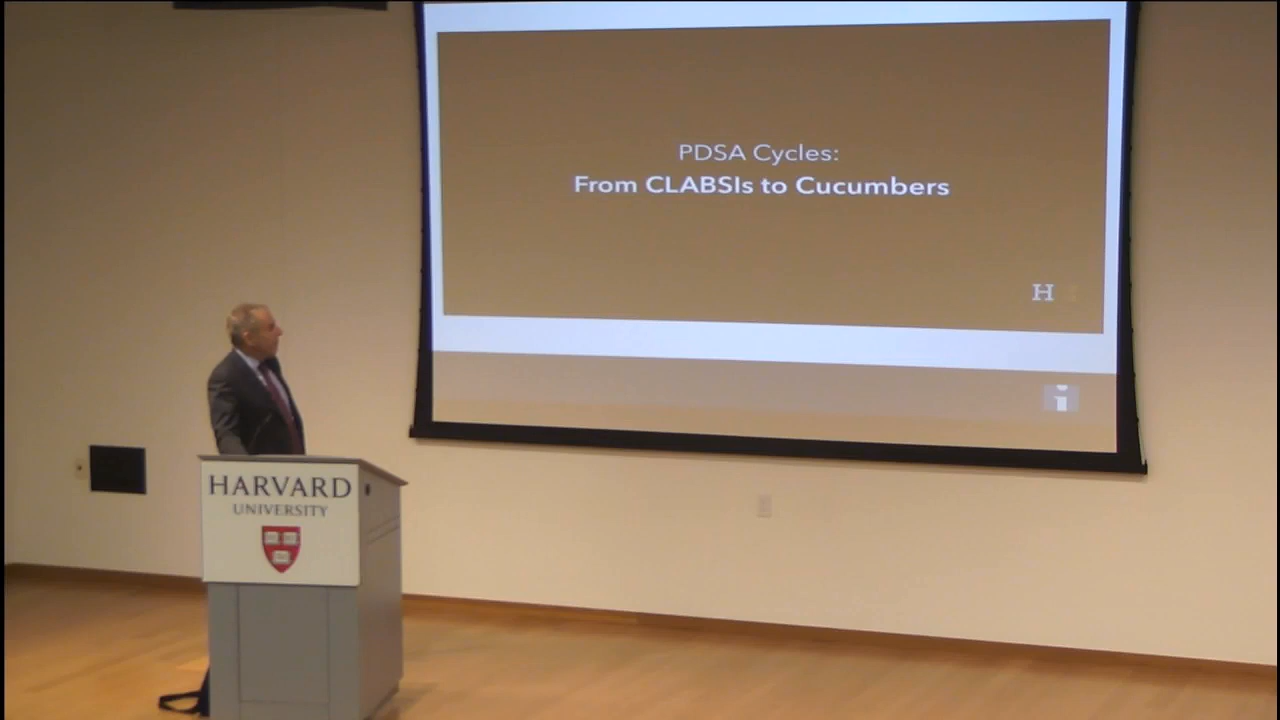 PDSA Cycles:
From CLABSIs to Cucumbers
H
i
HARVARD
UNIVERSITY